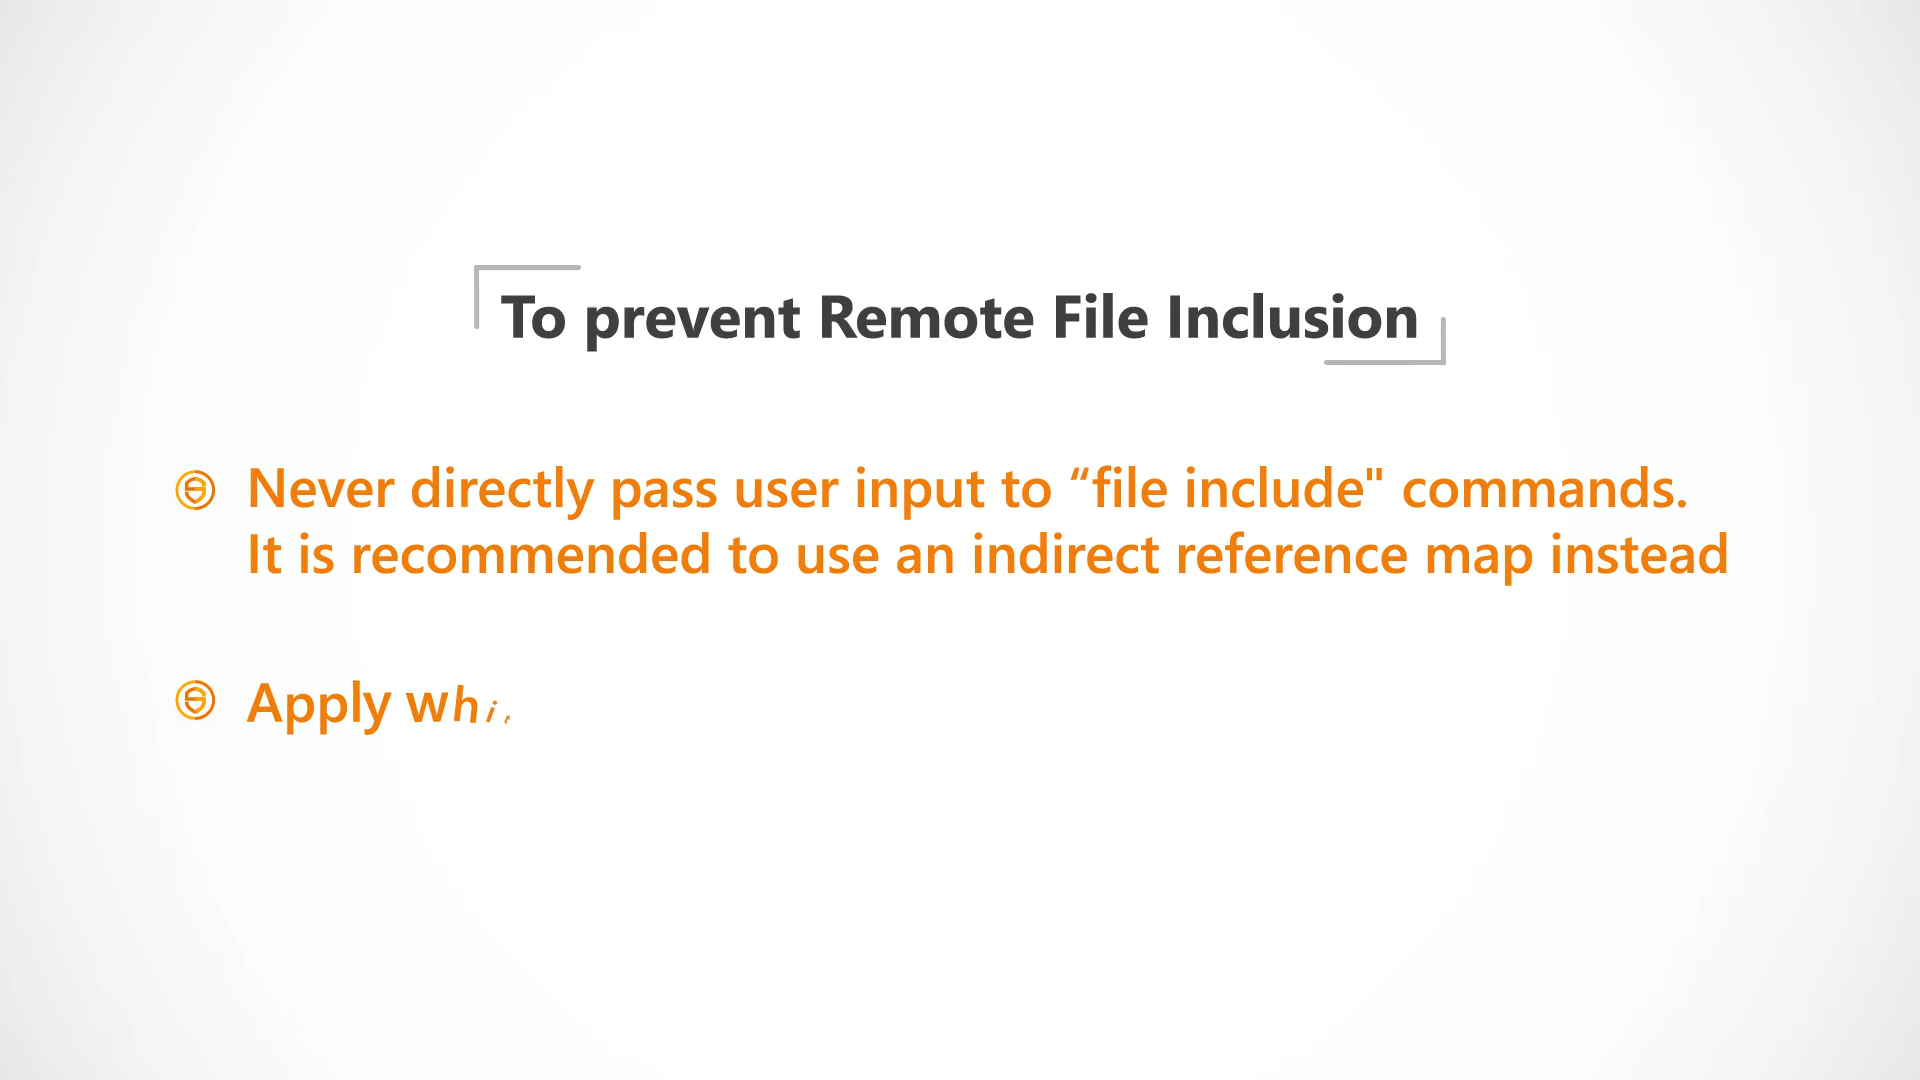 To prevent Remote File Inclusion
Never directly pass user input to “file include" commands.
It is recommended to use an indirect reference map instead
Apply whit